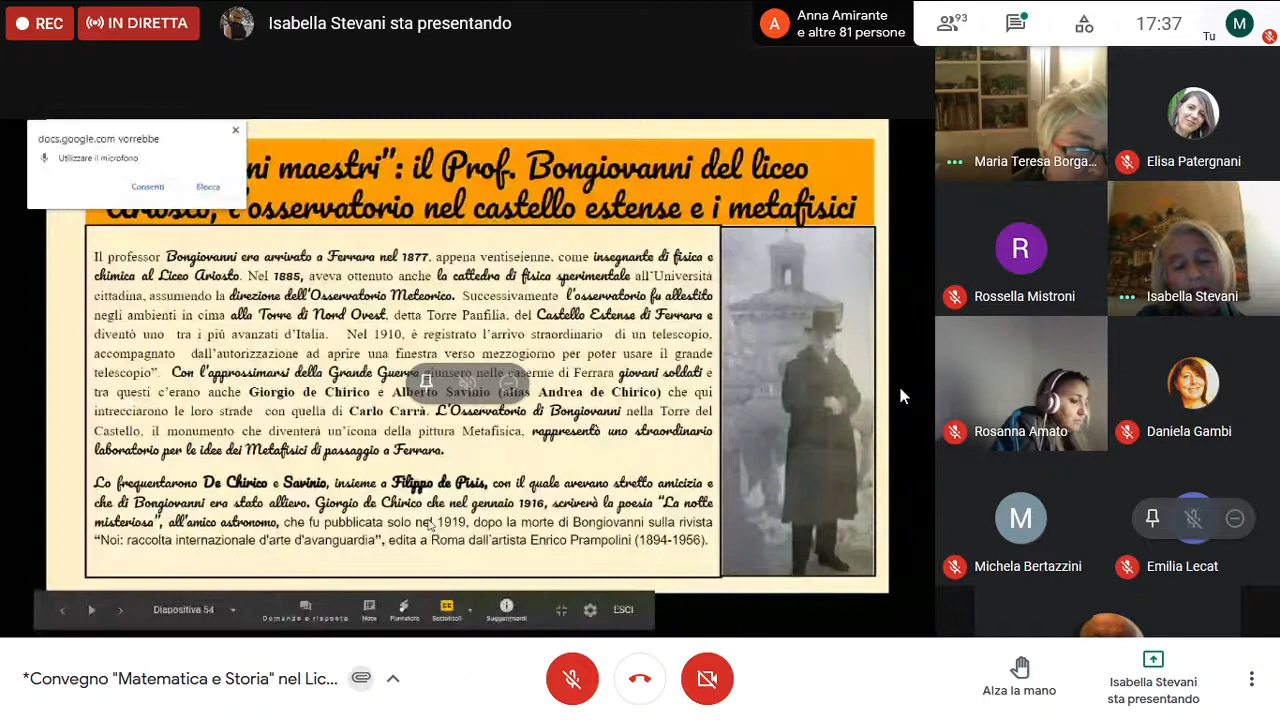 REC
IN DIRETTA
Isabella Stevani sta presentando
Anna Amirante
e altre 81 persone
93
17:37
Tu
M
A
docs.google.com vorrebbe
Utilizzare il microfono
Consenti
Blocca
ni maestri": il Prof. Bongiovanni del liceo
Ariosto, l'osservatorio nel castello estense e i metafisici
Il professor Bongiovanni era arrivato a Ferrara nel 1877, appena ventiseienne, come insegnante di fisica e
chimica al Liceo Ariosto. Nel 1885, aveva ottenuto anche la cattedra di fisica sperimentale all'Università
cittadina, assumendo la direzione dell'Osservatorio Meteorico. Successivamente l'osservatorio fu allestito
negli ambienti in cima alla Torre di Nord Ovest, detta Torre Panfilia, del Castello Estense di Ferrara e
diventò uno tra i più avanzati d'Italia. Nel 1910, è registrato l'arrivo straordinario di un telescopio,
accompagnato dall'autorizzazione ad aprire una finestra verso mezzogiorno per poter usare il grande
telescopio". Con l'approssimarsi della Grande Guerra giunsero nelle caserme di Ferrara giovani soldati e
tra questi c'erano anche Giorgio de Chirico e Alberto Savinio (alias Andrea de Chirico) che qui
intrecciarono le loro strade con quella di Carlo Carrà. L'Osservatorio di Bongiovanni nella Torre del
Castello, il monumento che diventerà un'icona della pittura Metafisica, rappresentò uno straordinario
laboratorio per le idee dei Metafisici di passaggio a Ferrara.
Lo frequentarono De Chirico e Savinio, insieme a Filippo de Pisis, con il quale avevano stretto amicizia e
che di Bongiovanni era stato allievo. Giorgio de Chirico che nel gennaio 1916, scriverà la poesia "La notte
misteriosa", all'amico astronomo, che fu pubblicata solo nel 1919, dopo la morte di Bongiovanni sulla rivista
"Noi: raccolta internazionale d'arte d'avanguardia", edita a Roma dall'artista Enrico Prampolini (1894-1956).
Diapositiva 54
Domande e risposte
Note
Puntatore
Sottotitoli
Suggerimenti
ESCI
Maria Teresa Borga...
Elisa Patergnani
R
Rossella Mistroni
Isabella Stevani
Rosanna Amato
Daniela Gambi
M
Michela Bertazzini
Emilia Lecat
*Convegno "Matematica e Storia" nel Lic...
Alza la mano
Isabella Stevani
sta presentando